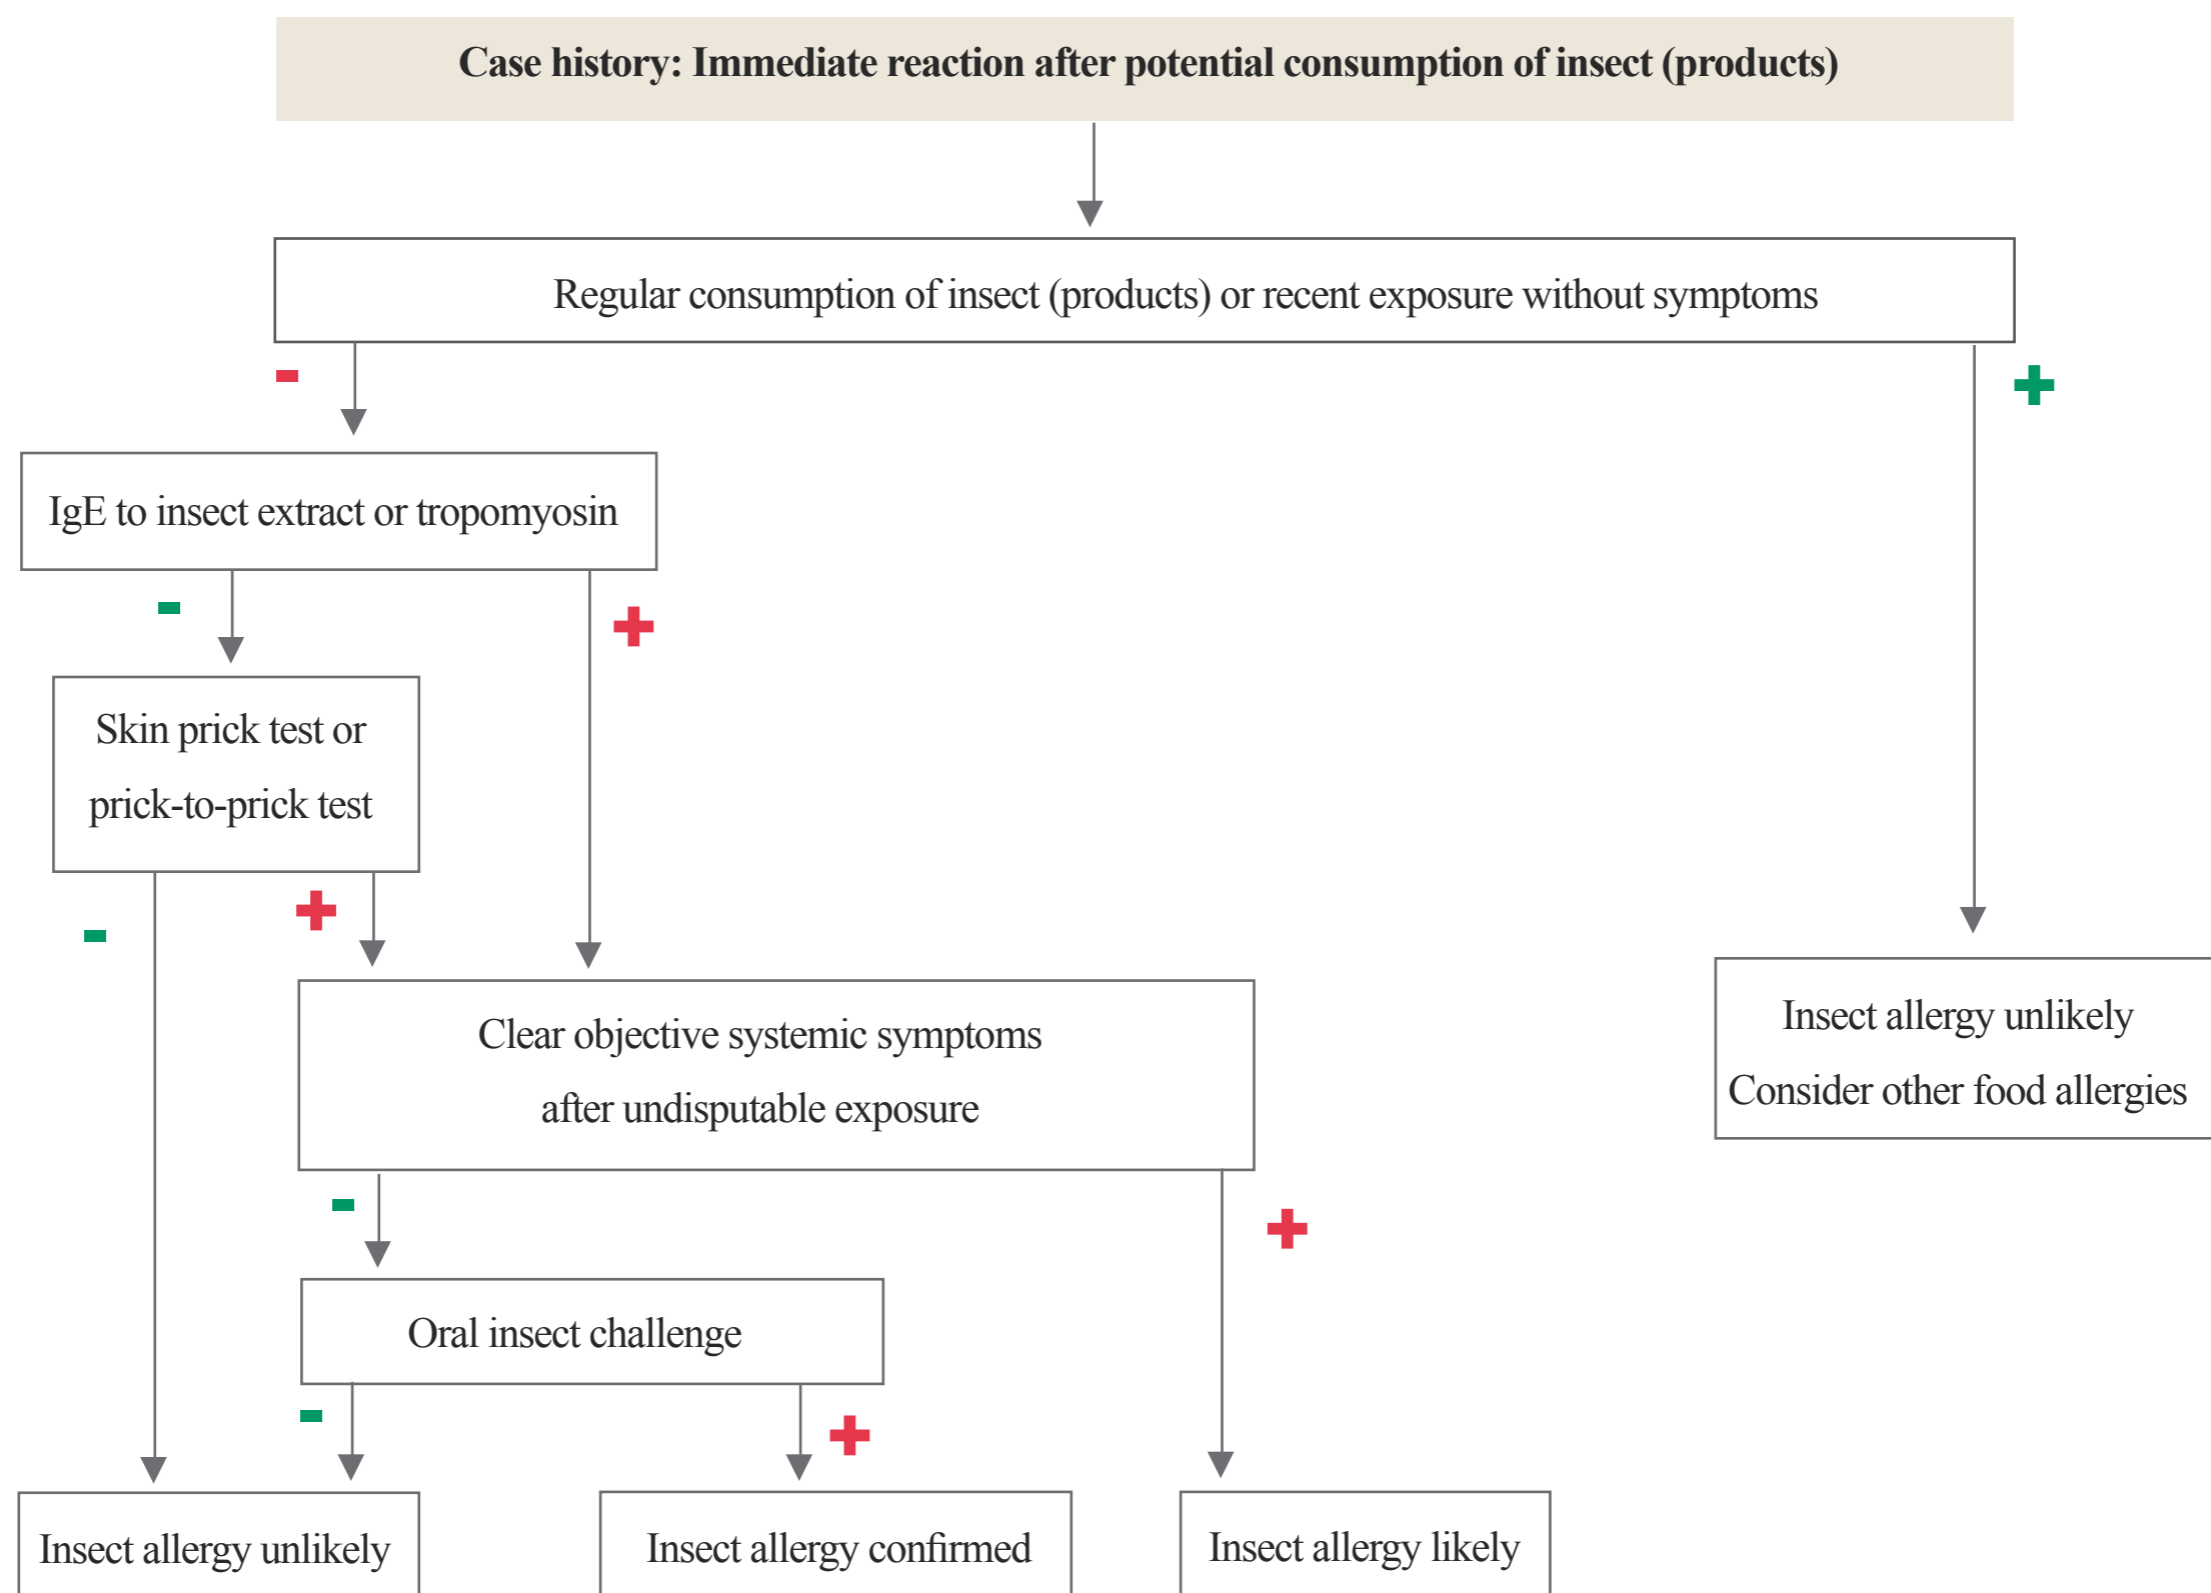 Case history: Immediate reaction after potential consumption of insect (products)
Regular consumption of insect (products) or recent exposure without symptoms
-
+
IgE to insect extract or tropomyosin
-
+
Skin prick test or
prick-to-prick test
-
+
Clear objective systemic symptoms
after undisputable exposure
Insect allergy unlikely
Consider other food allergies
-
+
Oral insect challenge
-
+
Insect allergy unlikely
Insect allergy confirmed
Insect allergy likely